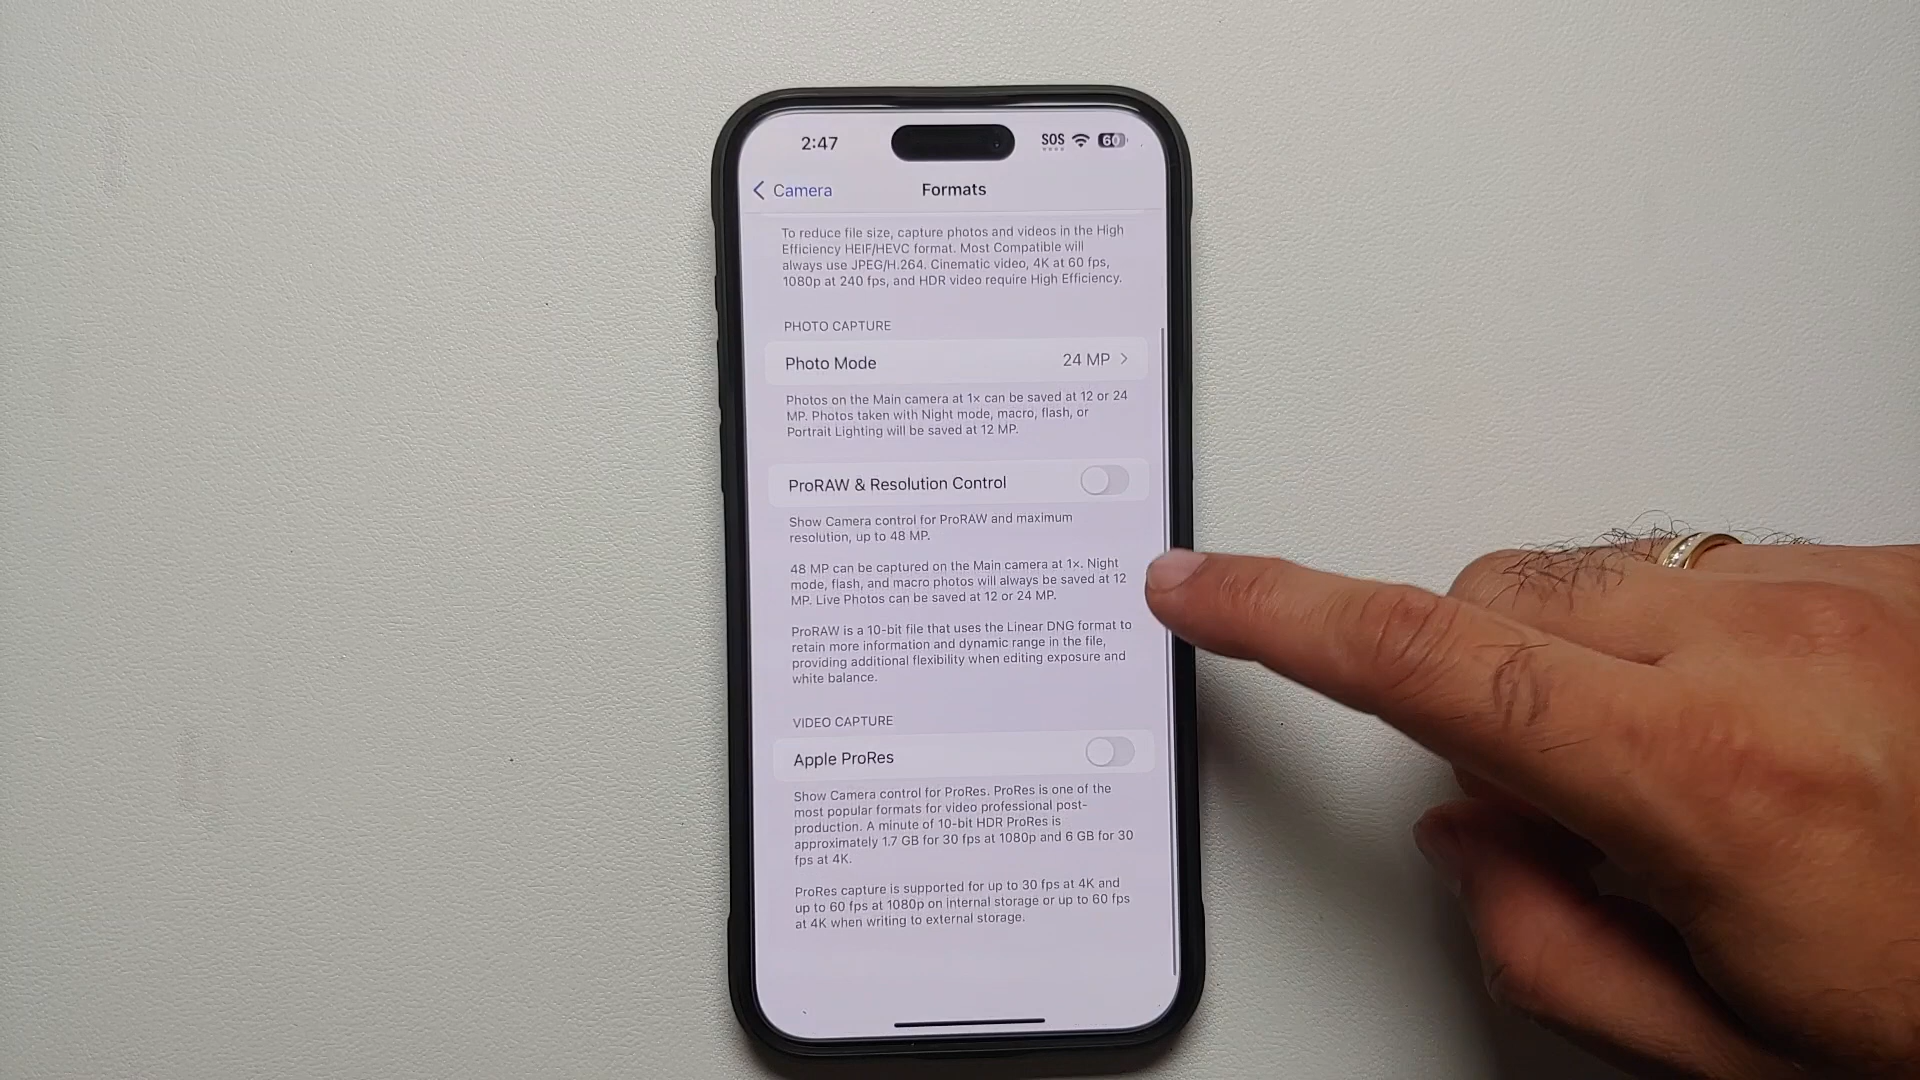 2:47
SOS
60
Camera
Formats
To reduce file size, capture photos and videos in the High
Efficiency HEIF/HEVC format. Most Compatible will
always use JPEG/H.264. Cinematic video, 4K at 60 fps,
1080p at 240 fps, and HDR video require High Efficiency.
PHOTO CAPTURE
Photo Mode
24 MP
Photos on the Main camera at 1x can be saved at 12 or 24
MP. Photos taken with Night mode, macro, flash, or
Portrait Lighting will be saved at 12 MP.
ProRAW & Resolution Control
Show Camera control for ProRAW and maximum
resolution, up to 48 MP.
48 MP can be captured on the Main camera at 1x. Night
mode, flash, and macro photos will always be saved at 12
MP. Live Photos can be saved at 12 or 24 MP.
ProRAW is a 10-bit file that uses the Linear DNG format to
retain more information and dynamic range in the file,
providing additional flexibility when editing exposure and
white balance.
VIDEO CAPTURE
Apple ProRes
Show Camera control for ProRes. ProRes is one of the
most popular formats for video professional post-
production. A minute of 10-bit HDR ProRes is
approximately 1.7 GB for 30 fps at 1080p and 6 GB for 30
fps at 4K.
ProRes capture is supported for up to 30 fps at 4K and
up to 60 fps at 1080p on internal storage or up to 60 fps
at 4K when writing to external storage.